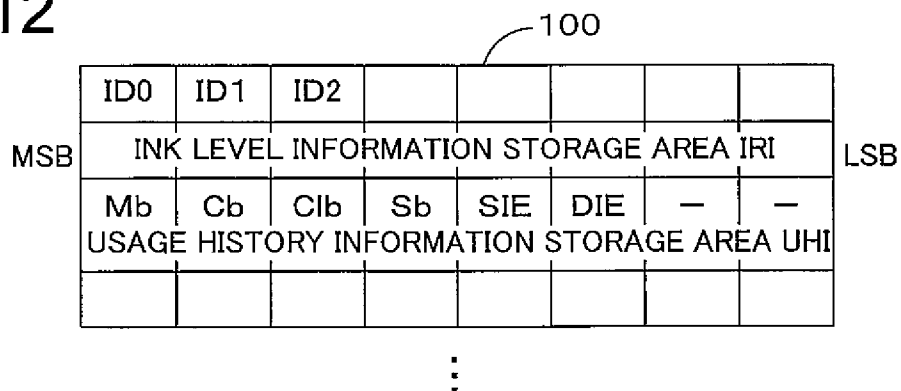 12
100
ID0 ID1 ID2
MSB INK LEVEL INFORMATION STORAGE AREA IRI LSB
Mb Cb Clb Sb SIE DIE — —
USAGE HISTORY INFORMATION STORAGE AREA UHI